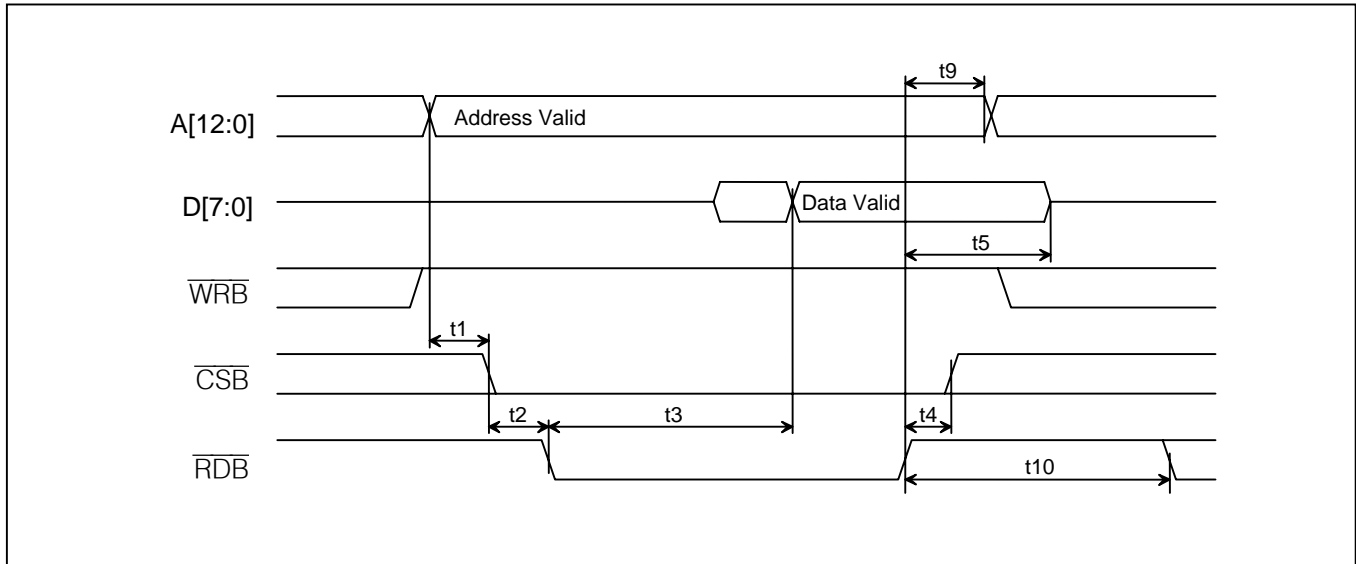 t9
A[12:0]
Address Valid
D[7:0]
Data Valid
t5
WRB
t1
CSB
t2
t3
t4
RDB
t10